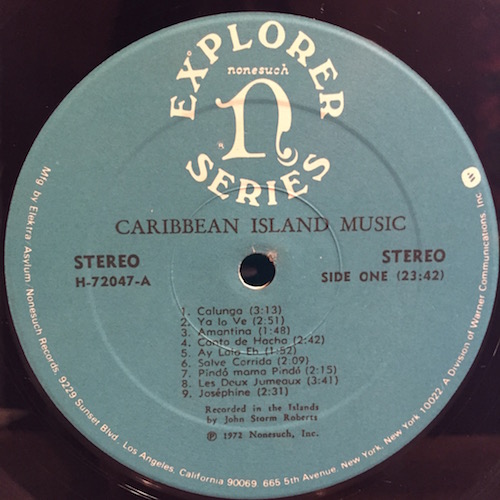 EXPLORER
nonesuch
n
®
SERIES
CARIBBEAN ISLAND MUSIC
STEREO
H-72047-A
STEREO
SIDE ONE (23:42)
1. Calunga (3:13)
2. Ya lo Ve (2:51)
3. Amantina (1:48)
4. Canto de Hacha (2:42)
5. Ay Lolo Eh (1:52)
6. Salve Corrida (2:09)
7. Pindó mama Pindó (2:15)
8. Les Deux Jumeaux (3:41)
9. Joséphine (2:31)
Recorded in the Islands
by John Storm Roberts
℗ 1972 Nonesuch, Inc.
Mfg by Elektra Asylum, Nonesuch Records, 9229 Sunset Blvd., Los Angeles, California 90069 665 5th Avenue, New York, New York 10022 A Division of Warner Communications, Inc.